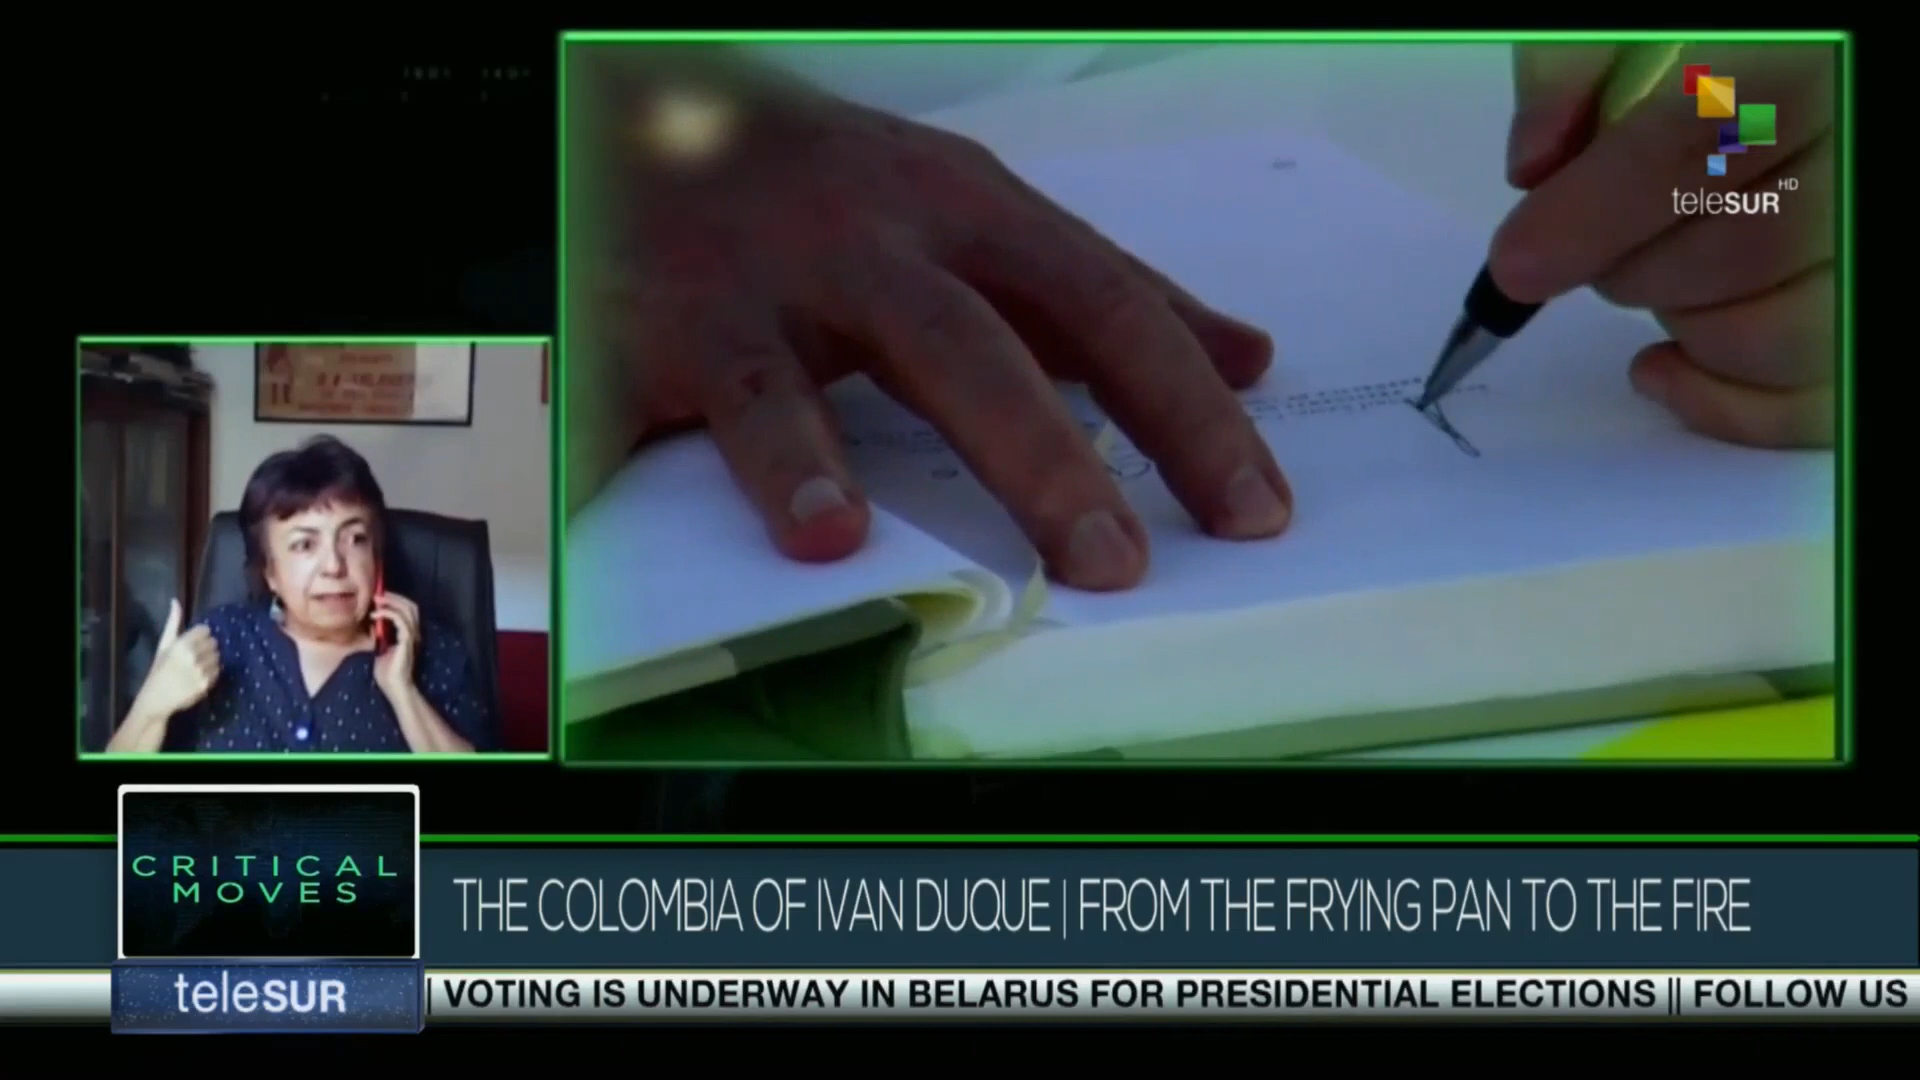 teleSUR HD
CRITICAL
MOVES
THE COLOMBIA OF IVAN DUQUE | FROM THE FRYING PAN TO THE FIRE
teleSUR
| VOTING IS UNDERWAY IN BELARUS FOR PRESIDENTIAL ELECTIONS || FOLLOW US